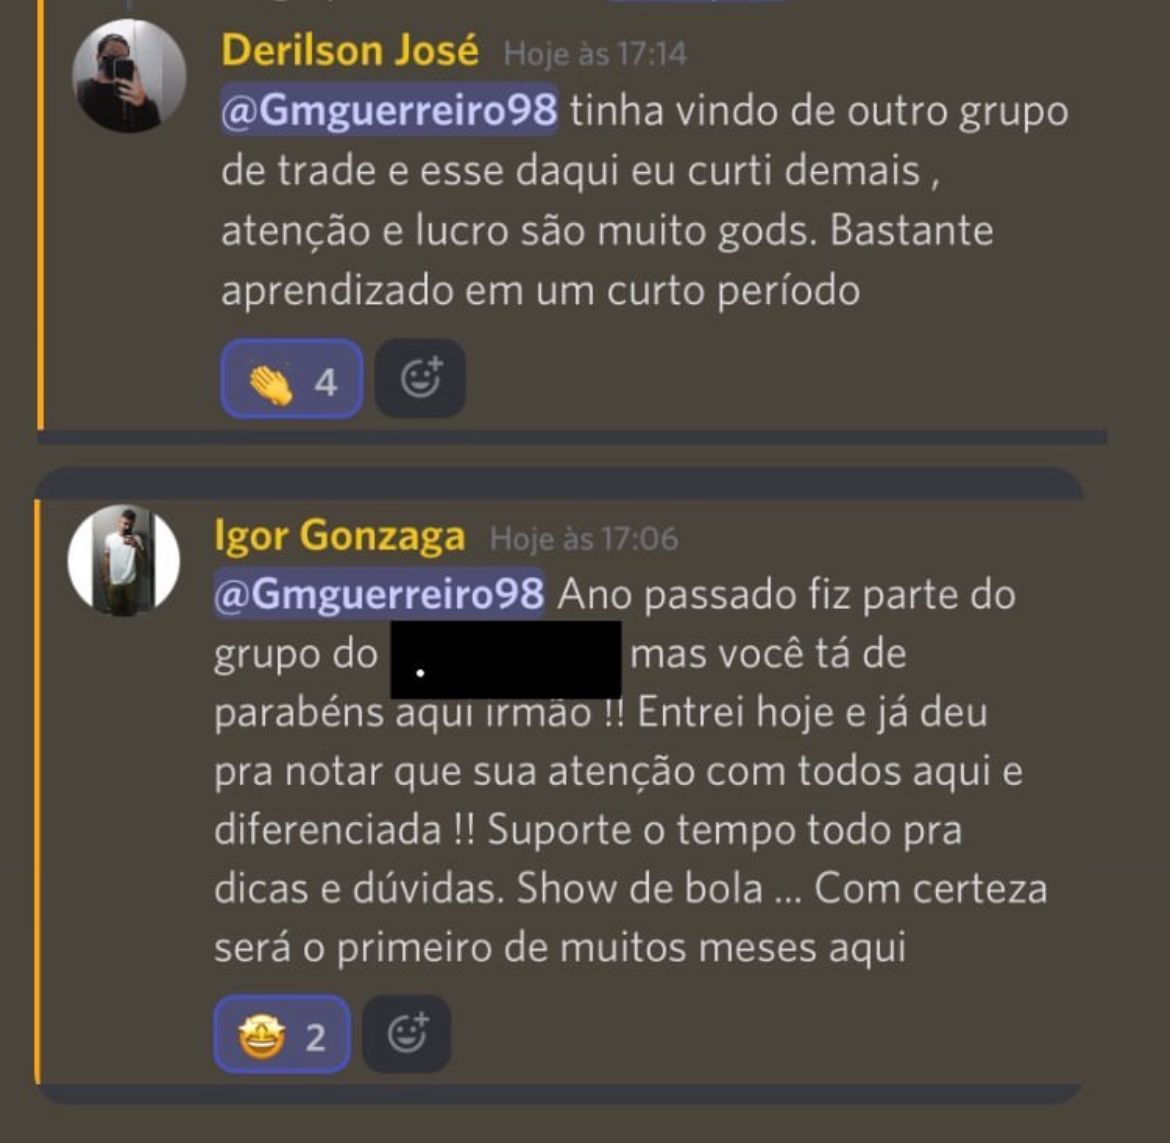 Derilson José Hoje às 17:14
@Gmguerreiro98 tinha vindo de outro grupo
de trade e esse daqui eu curti demais ,
atenção e lucro são muito gods. Bastante
aprendizado em um curto período
4
Igor Gonzaga Hoje às 17:06
@Gmguerreiro98 Ano passado fiz parte do
grupo do . mas você tá de
parabéns aqui irmão !! Entrei hoje e já deu
pra notar que sua atenção com todos aqui e
diferenciada !! Suporte o tempo todo pra
dicas e dúvidas. Show de bola ... Com certeza
será o primeiro de muitos meses aqui
2